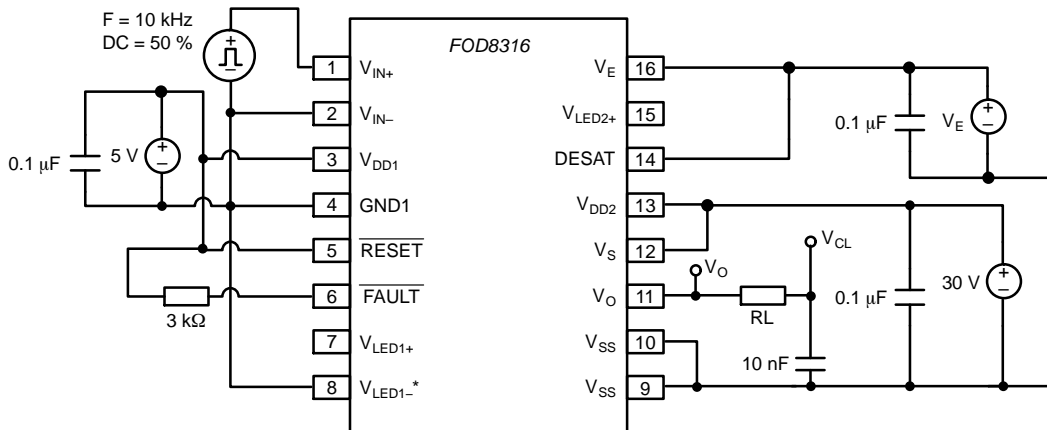 F = 10 kHz
DC = 50 %
FOD8316
+
−
1 V_IN+
V_E 16
2 V_IN–
V_LED2+ 15
0.1 μF
5 V
+
−
3 V_DD1
DESAT 14
0.1 μF
V_E
+
−
4 GND1
V_DD2 13
5 R̅E̅S̅E̅T̅
V_S 12
V_CL
V_O
6 F̅A̅U̅L̅T̅
V_O 11
3 kΩ
RL
0.1 μF
30 V
+
−
7 V_LED1+
V_SS 10
10 nF
8 V_LED1–*
V_SS 9